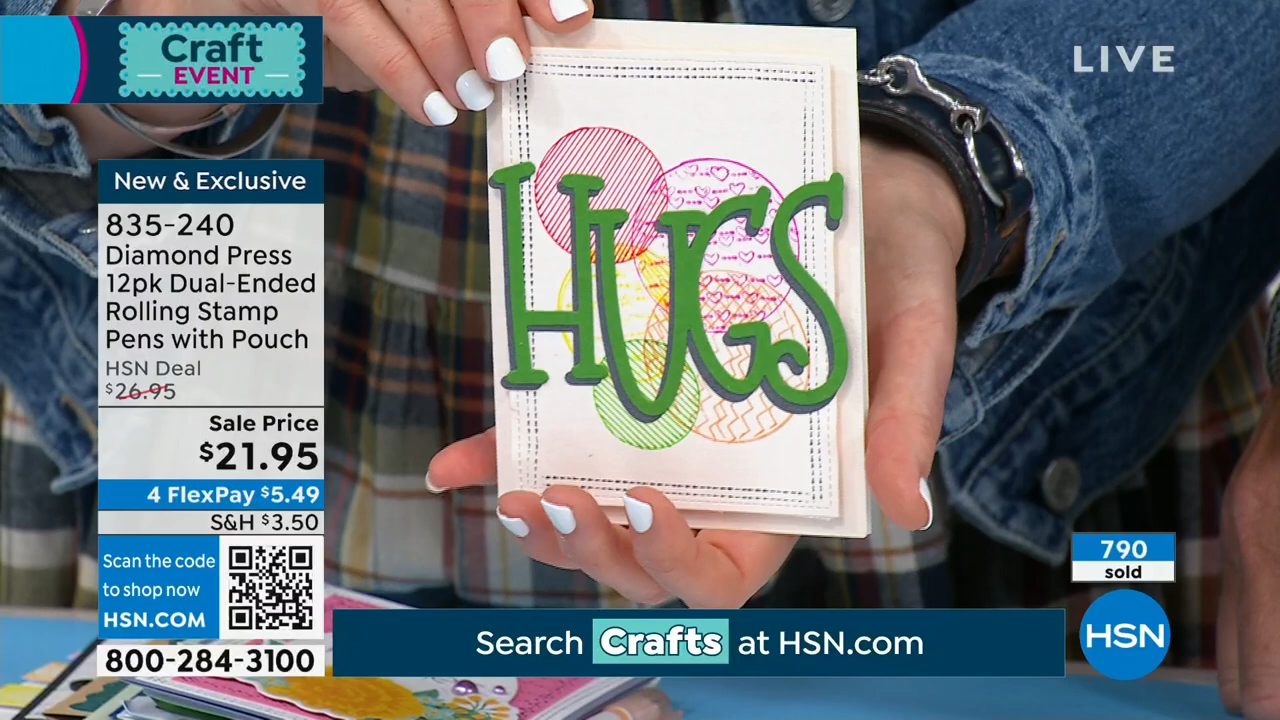 Craft
EVENT
LIVE
New & Exclusive
835-240
Diamond Press
12pk Dual-Ended
Rolling Stamp
Pens with Pouch
HSN Deal
$26.95
Sale Price
$21.95
4 FlexPay $5.49
S&H $3.50
Scan the code
to shop now
HSN.COM
800-284-3100
HUGS
790
sold
HSN
Search Crafts at HSN.com